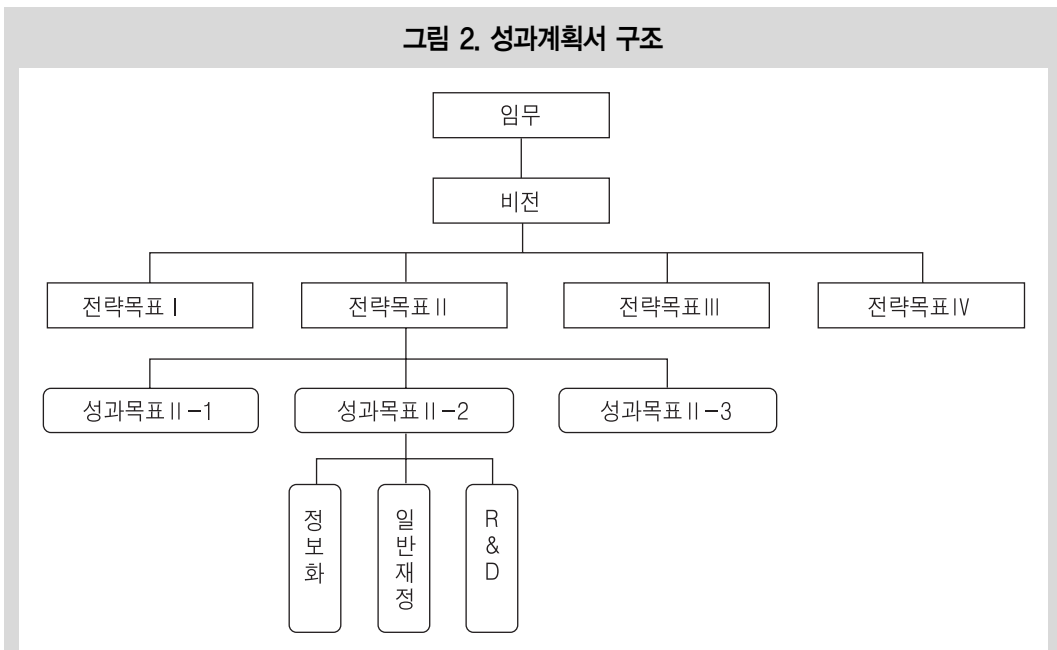 그림 2. 성과계획서 구조
임무
비전
전략목표Ⅰ
전략목표Ⅱ
전략목표Ⅲ
전략목표Ⅳ
성과목표Ⅱ-1
성과목표Ⅱ-2
성과목표Ⅱ-3
정보화
일반재정
R&D